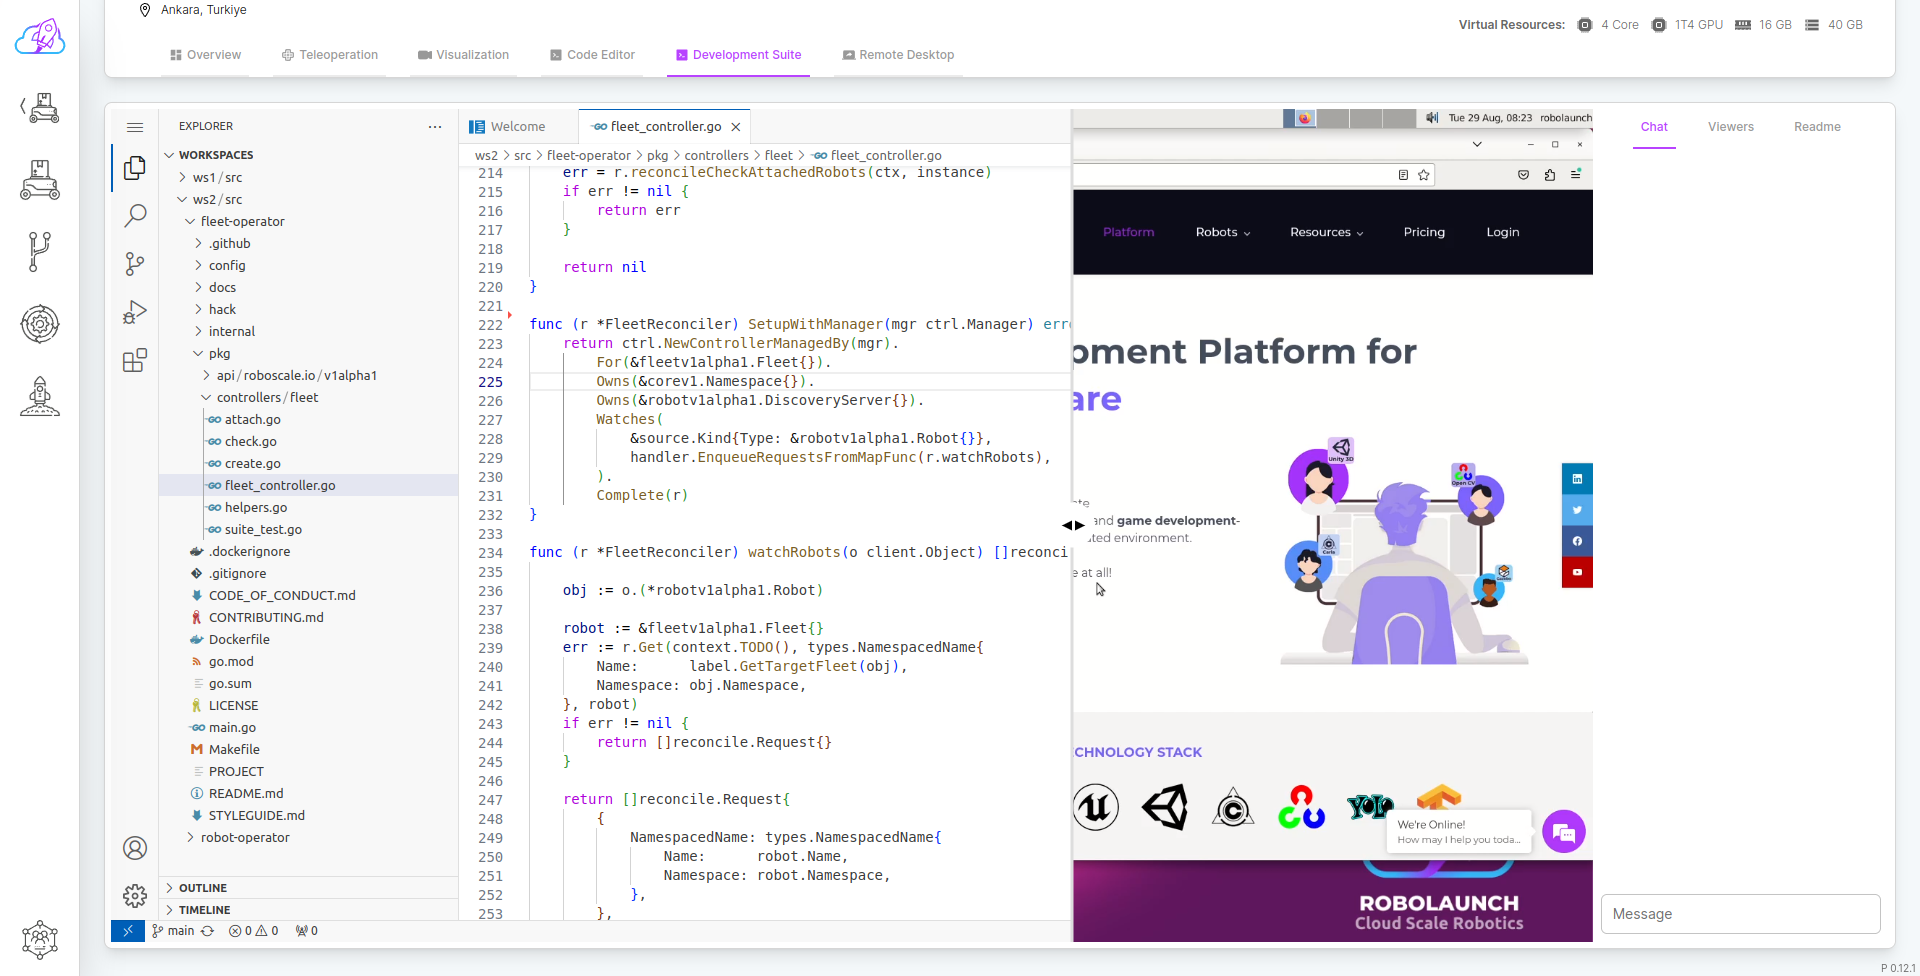 Ankara, Turkiye
Virtual Resources: 4 Core 1T4 GPU 16 GB 40 GB
Overview Teleoperation Visualization Code Editor Development Suite Remote Desktop
EXPLORER
WORKSPACES
ws1/src
ws2/src
fleet-operator
.github
config
docs
hack
internal
pkg
api/roboscale.io/v1alpha1
controllers/fleet
attach.go
check.go
create.go
fleet_controller.go
helpers.go
suite_test.go
.dockerignore
.gitignore
CODE_OF_CONDUCT.md
CONTRIBUTING.md
Dockerfile
go.mod
go.sum
LICENSE
main.go
Makefile
PROJECT
README.md
STYLEGUIDE.md
robot-operator
OUTLINE
TIMELINE
main 0 0 0
Welcome fleet_controller.go
ws2 > src > fleet-operator > pkg > controllers > fleet > fleet_controller.go
214 err = r.reconcileCheckAttachedRobots(ctx, instance)
215 if err != nil {
216 return err
217 }
218
219 return nil
220 }
221
222 func (r *FleetReconciler) SetupWithManager(mgr ctrl.Manager) erro
223 return ctrl.NewControllerManagedBy(mgr).
224 For(&fleetv1alpha1.Fleet{}).
225 Owns(&corev1.Namespace{}).
226 Owns(&robotv1alpha1.DiscoveryServer{}).
227 Watches(
228 &source.Kind{Type: &robotv1alpha1.Robot{}},
229 handler.EnqueueRequestsFromMapFunc(r.watchRobots),
230 ).
231 Complete(r)
232 }
233
234 func (r *FleetReconciler) watchRobots(o client.Object) []reconci
235
236 obj := o.(*robotv1alpha1.Robot)
237
238 robot := &fleetv1alpha1.Fleet{}
239 err := r.Get(context.TODO(), types.NamespacedName{
240 Name: label.GetTargetFleet(obj),
241 Namespace: obj.Namespace,
242 }, robot)
243 if err != nil {
244 return []reconcile.Request{}
245 }
246
247 return []reconcile.Request{
248 {
249 NamespacedName: types.NamespacedName{
250 Name: robot.Name,
251 Namespace: robot.Namespace,
252 },
253 },
Tue 29 Aug, 08:23 robolaunch
Platform Robots Resources Pricing Login
pment Platform for
are
Unity 3D
Open CV
te
and game development-
ted environment.
e at all!
CHNOLOGY STACK
YOLO
We're Online!
How may I help you toda...
ROBOLAUNCH
Cloud Scale Robotics
Chat Viewers Readme
Message
P 0.12.1